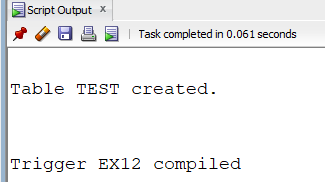 Script Output x
Task completed in 0.061 seconds
Table TEST created.
Trigger EX12 compiled